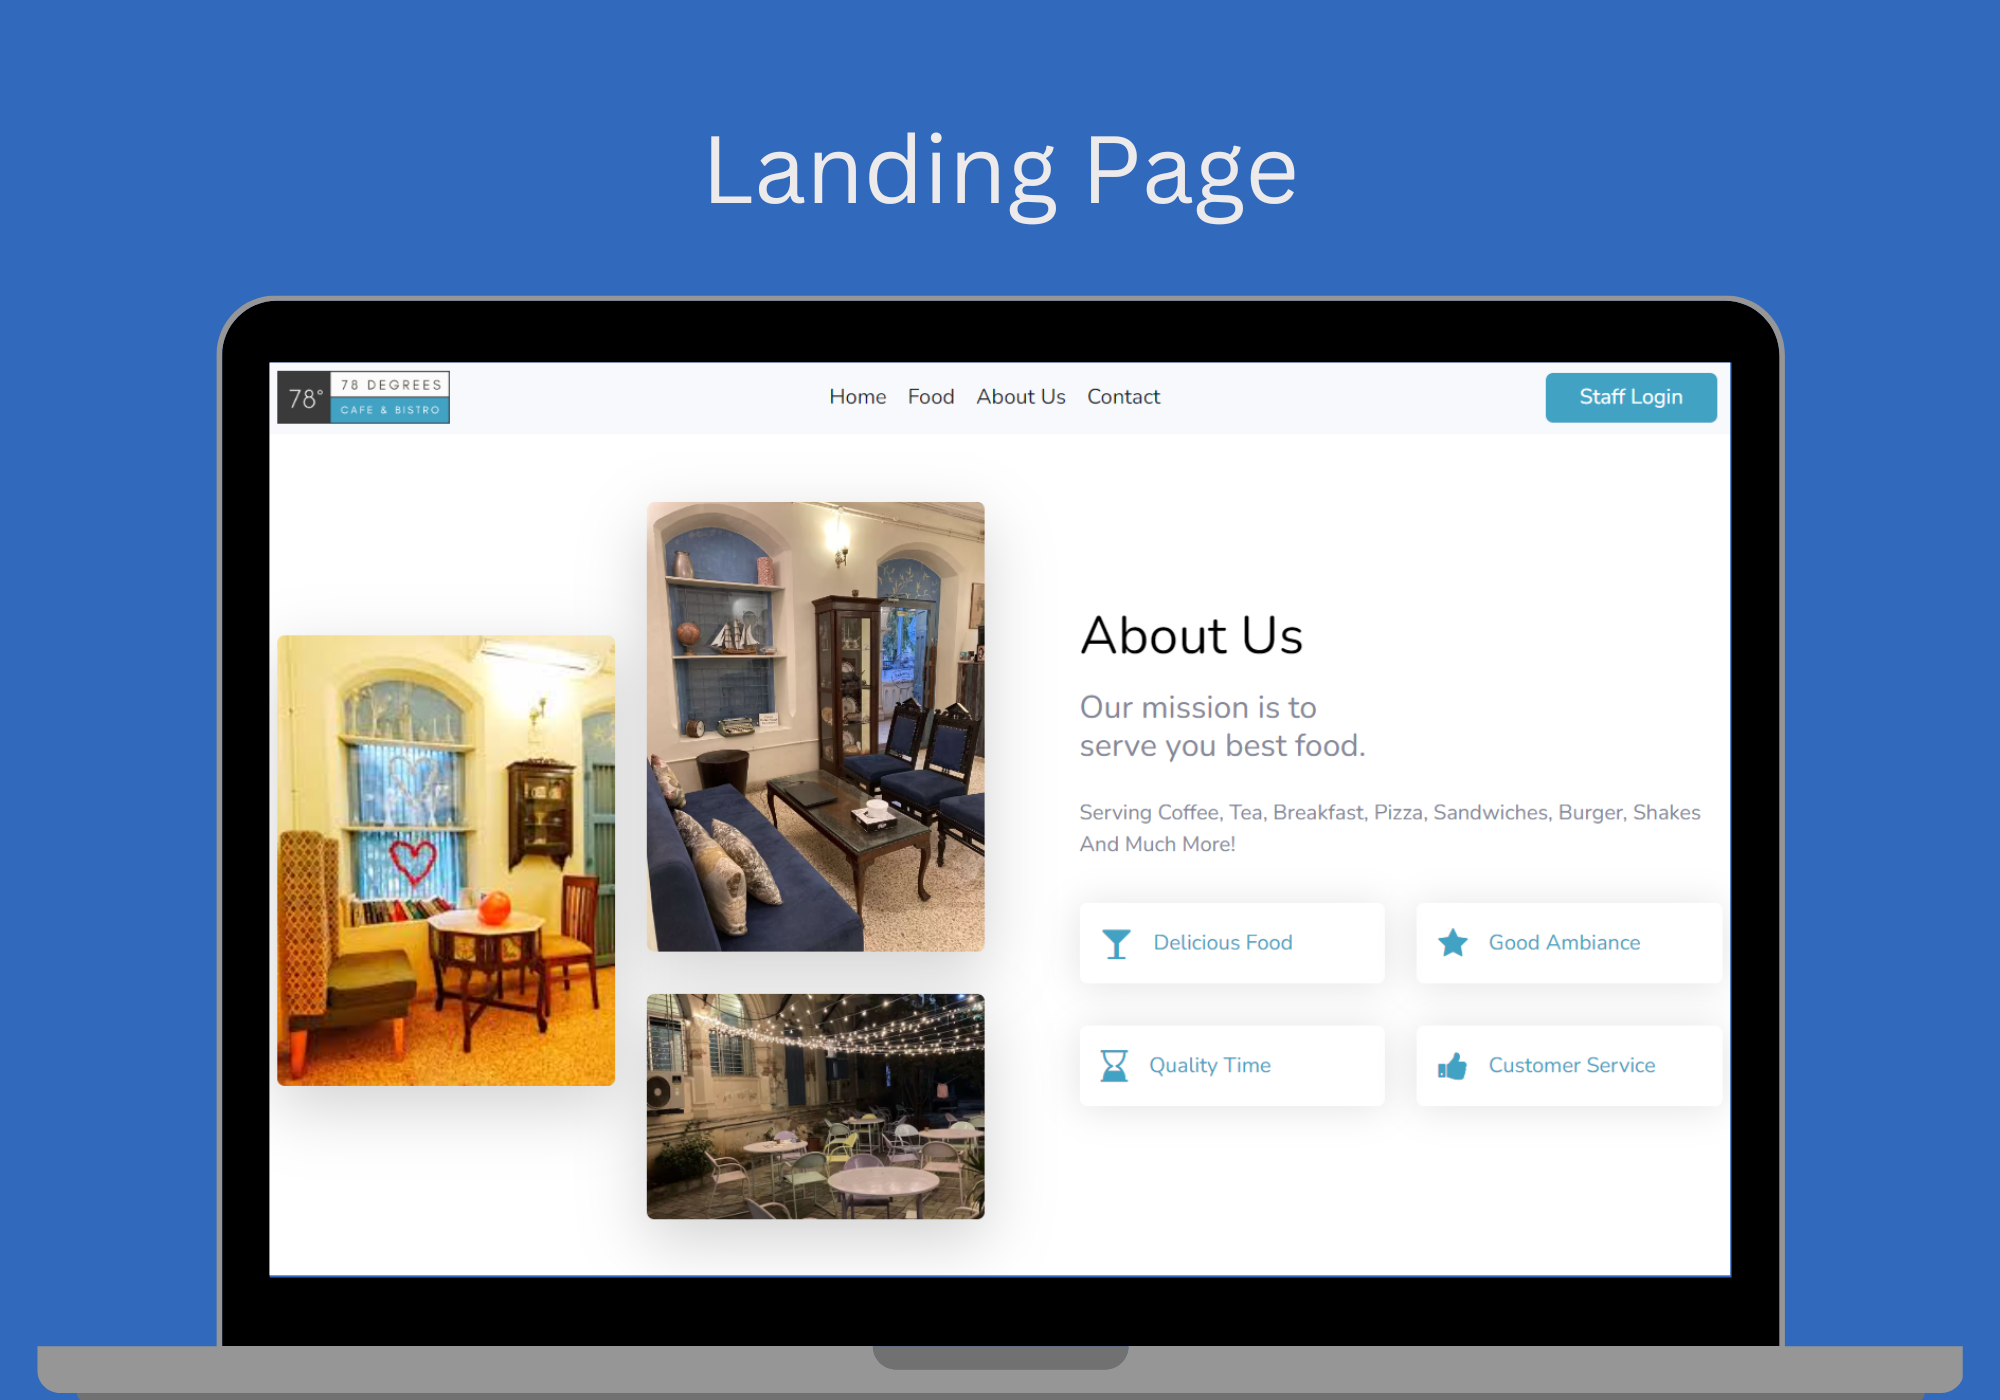 Landing Page
78°
78 DEGREES
CAFE & BISTRO
Home Food About Us Contact
Staff Login
About Us
Our mission is to
serve you best food.
Serving Coffee, Tea, Breakfast, Pizza, Sandwiches, Burger, Shakes
And Much More!
Delicious Food
Good Ambiance
Quality Time
Customer Service